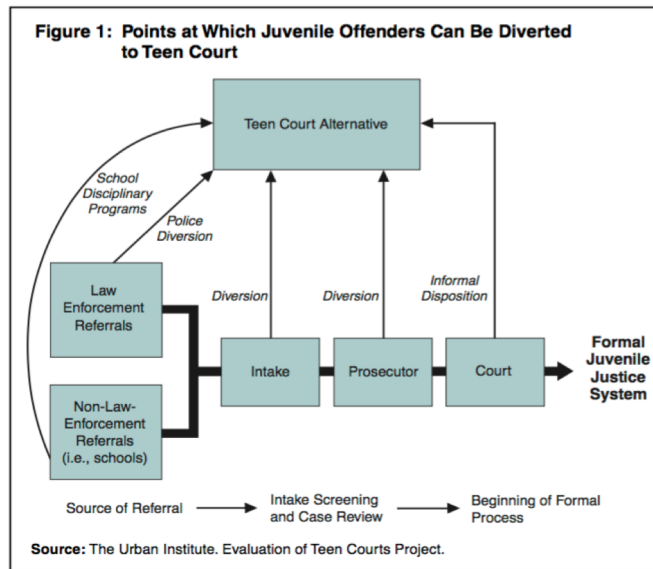 Figure 1: Points at Which Juvenile Offenders Can Be Diverted
to Teen Court
Teen Court Alternative
School
Disciplinary
Programs
Police
Diversion
Law
Enforcement
Referrals
Diversion
Diversion
Informal
Disposition
Non-Law-
Enforcement
Referrals
(i.e., schools)
Intake
Prosecutor
Court
Formal
Juvenile
Justice
System
Source of Referral
Intake Screening
and Case Review
Beginning of Formal
Process
Source: The Urban Institute. Evaluation of Teen Courts Project.